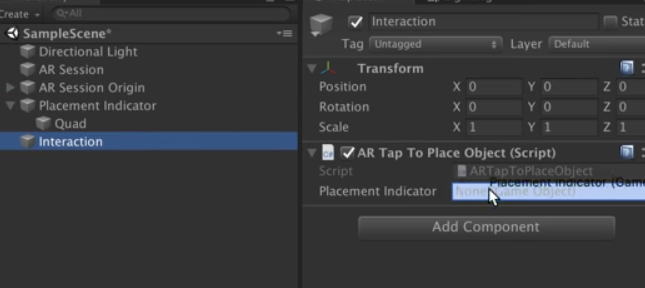 Create
All
SampleScene*
Directional Light
AR Session
AR Session Origin
Placement Indicator
Quad
Interaction
Interaction
Stat
Tag Untagged Layer Default
Transform
Position X 0 Y 0 Z 0
Rotation X 0 Y 0 Z 0
Scale X 1 Y 1 Z 1
C#
AR Tap To Place Object (Script)
Script ARTapToPlaceObject
Placement Indicator (Game
Placement Indicator None (Game Object)
Add Component